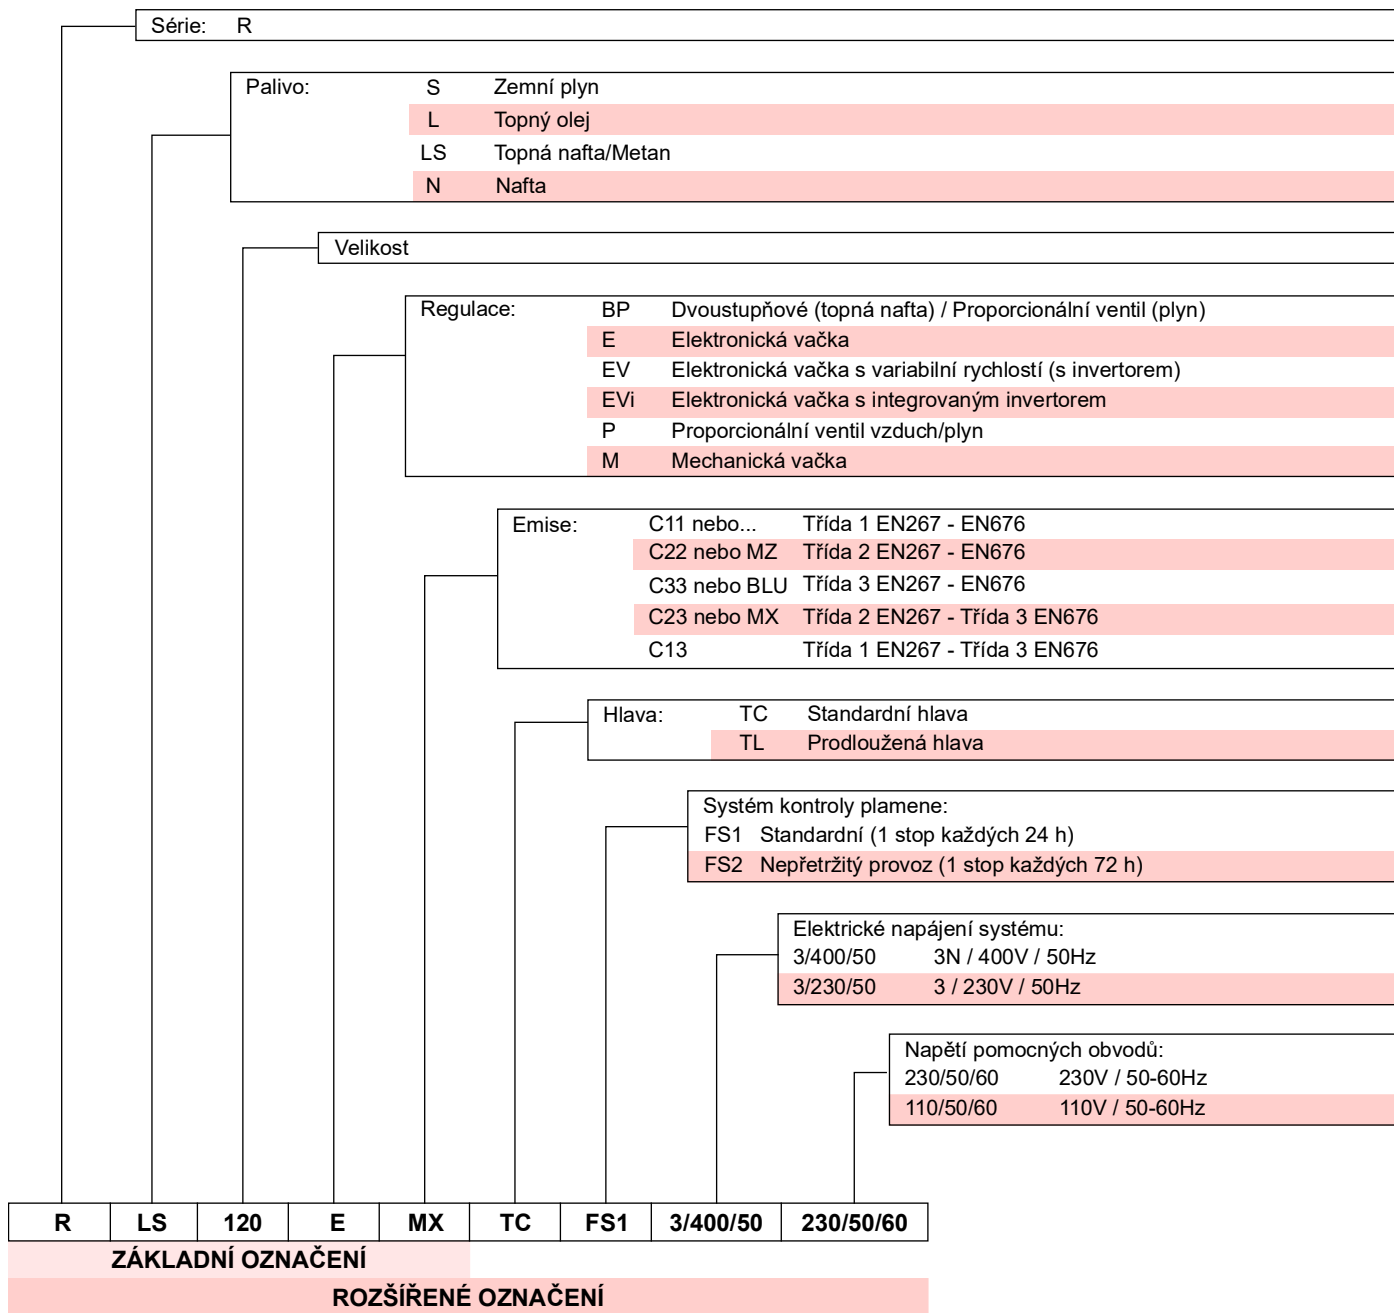 Série: R
Palivo: S Zemní plyn
L Topný olej
LS Topná nafta/Metan
N Nafta
Velikost
Regulace: BP Dvoustupňové (topná nafta) / Proporcionální ventil (plyn)
E Elektronická vačka
EV Elektronická vačka s variabilní rychlostí (s invertorem)
EVi Elektronická vačka s integrovaným invertorem
P Proporcionální ventil vzduch/plyn
M Mechanická vačka
Emise: C11 nebo... Třída 1 EN267 - EN676
C22 nebo MZ Třída 2 EN267 - EN676
C33 nebo BLU Třída 3 EN267 - EN676
C23 nebo MX Třída 2 EN267 - Třída 3 EN676
C13 Třída 1 EN267 - Třída 3 EN676
Hlava: TC Standardní hlava
TL Prodloužená hlava
Systém kontroly plamene:
FS1 Standardní (1 stop každých 24 h)
FS2 Nepřetržitý provoz (1 stop každých 72 h)
Elektrické napájení systému:
3/400/50 3N / 400V / 50Hz
3/230/50 3 / 230V / 50Hz
Napětí pomocných obvodů:
230/50/60 230V / 50-60Hz
110/50/60 110V / 50-60Hz
R LS 120 E MX TC FS1 3/400/50 230/50/60
ZÁKLADNÍ OZNAČENÍ
ROZŠÍŘENÉ OZNAČENÍ